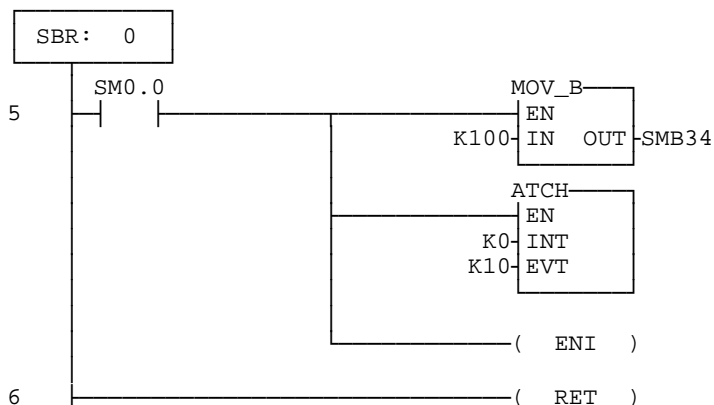 SBR: 0
SM0.0
MOV_B
5
EN
K100 IN OUT SMB34
ATCH
EN
K0 INT
K10 EVT
( ENI )
6
( RET )